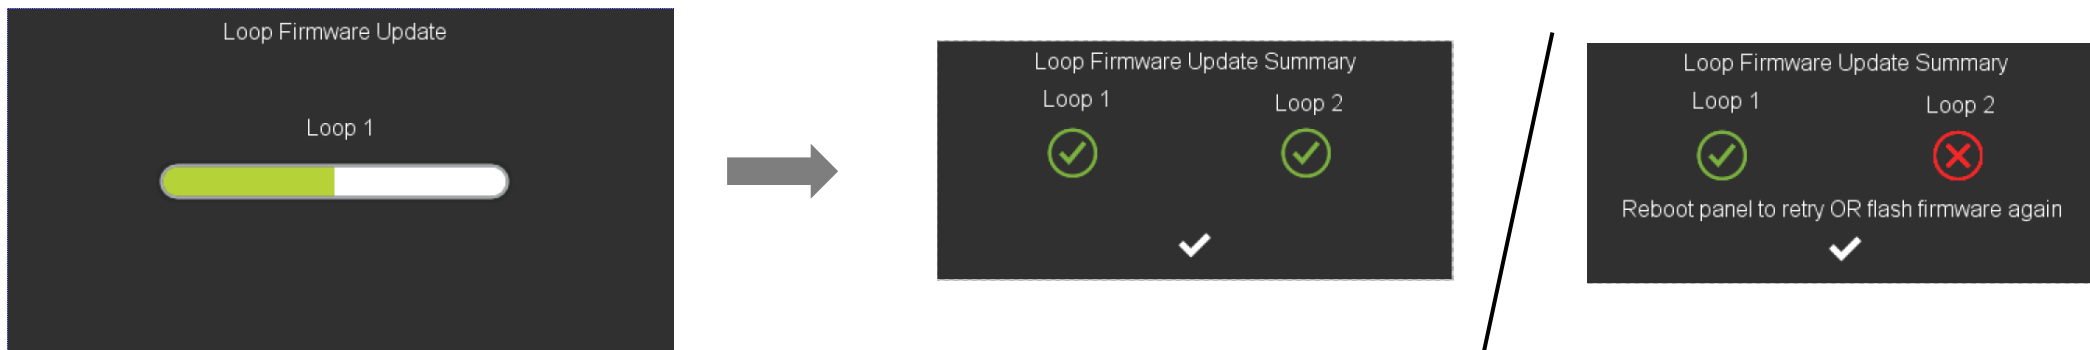 Loop Firmware Update
Loop 1
Loop Firmware Update Summary
Loop 1
Loop 2
Loop Firmware Update Summary
Loop 1
Loop 2
Reboot panel to retry OR flash firmware again